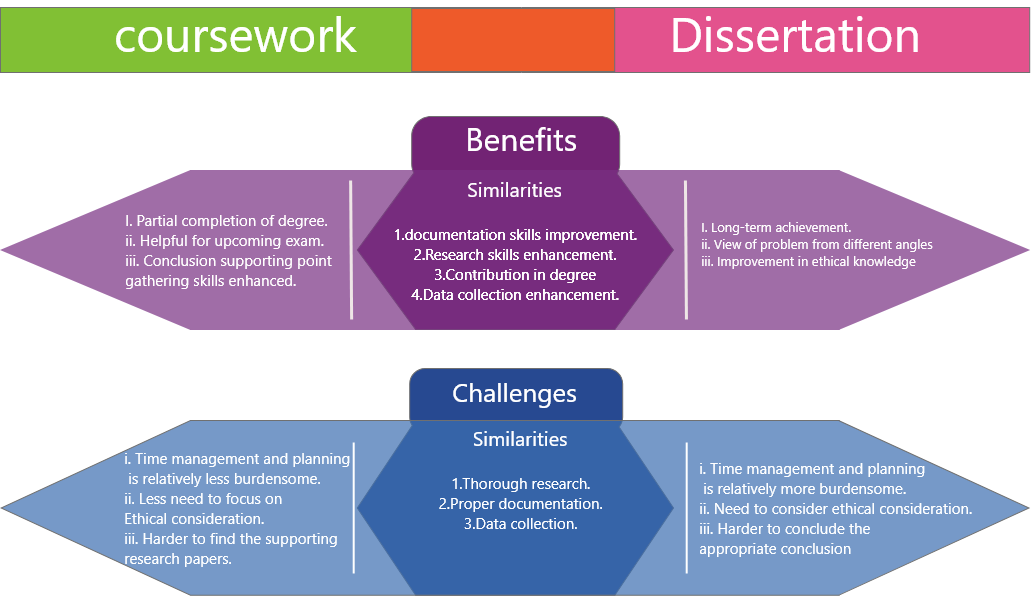 coursework
Dissertation
Benefits
Similarities
I. Partial completion of degree.
ii. Helpful for upcoming exam.
iii. Conclusion supporting point
gathering skills enhanced.
1.documentation skills improvement.
2.Research skills enhancement.
3.Contribution in degree
4.Data collection enhancement.
I. Long-term achievement.
ii. View of problem from different angles
iii. Improvement in ethical knowledge
Challenges
Similarities
i. Time management and planning
is relatively less burdensome.
ii. Less need to focus on
Ethical consideration.
iii. Harder to find the supporting
research papers.
1.Thorough research.
2.Proper documentation.
3.Data collection.
i. Time management and planning
is relatively more burdensome.
ii. Need to consider ethical consideration.
iii. Harder to conclude the
appropriate conclusion